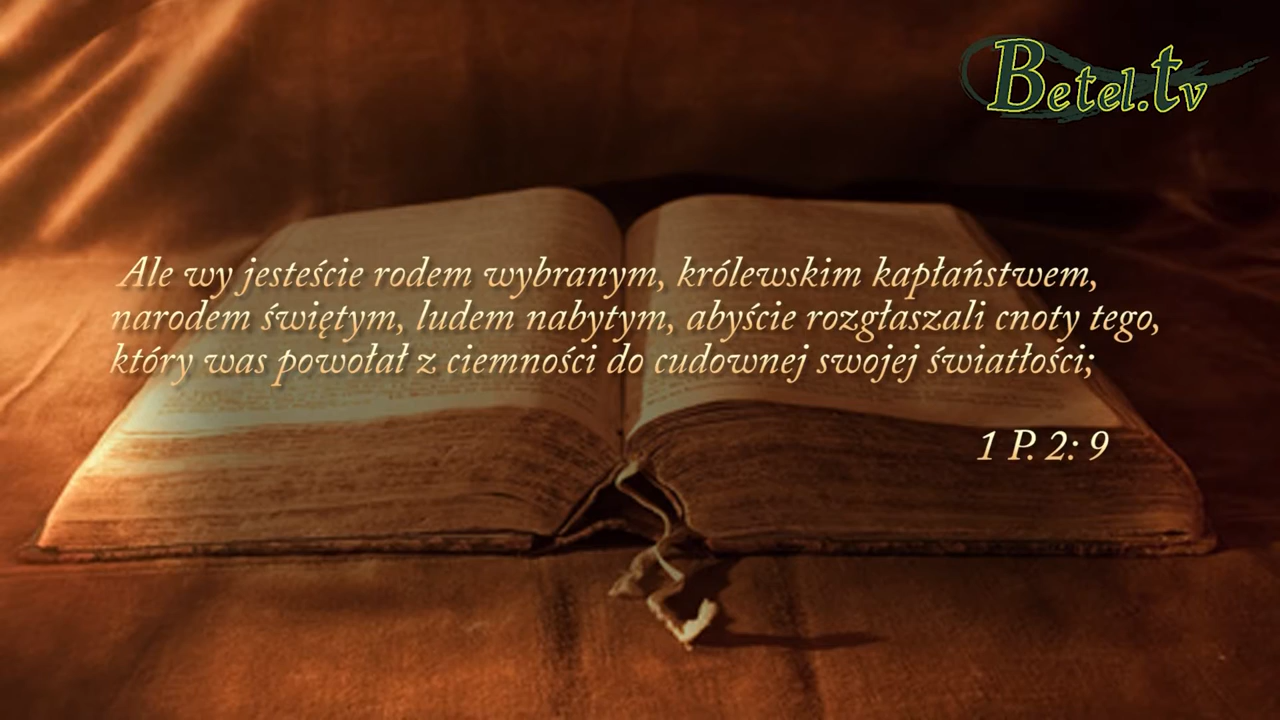 Betel.tv
Ale wy jesteście rodem wybranym, królewskim kapłaństwem,
narodem świętym, ludem nabytym, abyście rozgłaszali cnoty tego,
który was powołał z ciemności do cudownej swojej światłości;
1 P. 2: 9